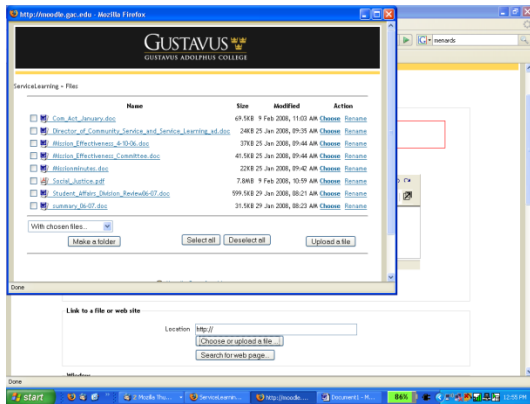 http://moodle.gac.edu - Mozilla Firefox
GUSTAVUS
GUSTAVUS ADOLPHUS COLLEGE
menards
ServiceLearning ▸ Files
Name Size Modified Action
Com_Act_January.doc 69.5KB 9 Feb 2008, 11:03 AM Choose Rename
Director_of_Community_Service_and_Service_Learning_ad.doc 24KB 25 Jan 2008, 09:35 AM Choose Rename
Mission_Effectiveness_4-10-06.doc 37KB 25 Jan 2008, 09:44 AM Choose Rename
Mission_Effectiveness_Committee.doc 41.5KB 25 Jan 2008, 09:44 AM Choose Rename
Missionminutes.doc 22KB 25 Jan 2008, 09:42 AM Choose Rename
Social_Justice.pdf 7.8MB 9 Feb 2008, 10:59 AM Choose Rename
Student_Affairs_Division_Review06-07.doc 599.5KB 29 Jan 2008, 08:21 AM Choose Rename
summary_06-07.doc 31.5KB 29 Jan 2008, 08:23 AM Choose Rename
With chosen files...
Make a folder Select all Deselect all Upload a file
Done
Link to a file or web site
Location http://
Choose or upload a file ...
Search for web page...
Window
Done
start 2 Mozilla Thu... ServiceLearnin... http://moodle.... Document1 - M... 86% 12:55 PM